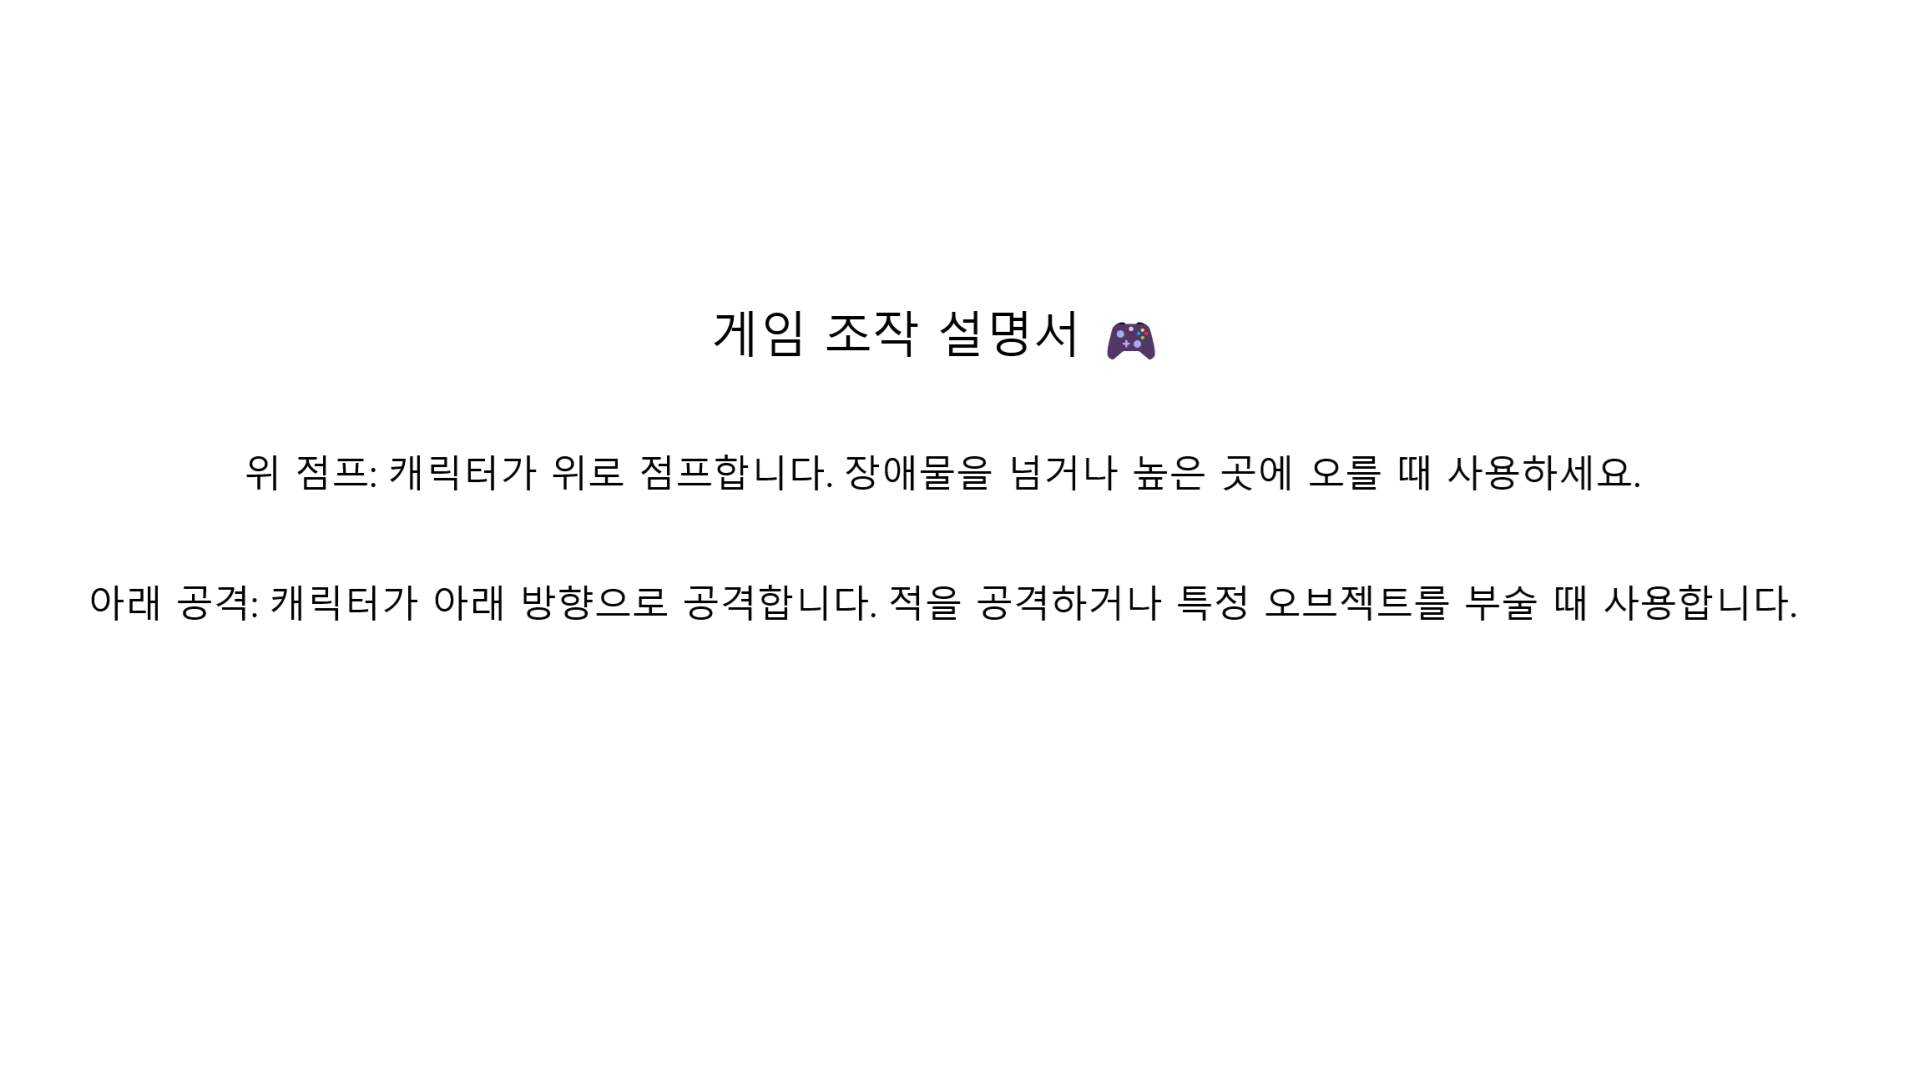 게임 조작 설명서 🎮
위 점프: 캐릭터가 위로 점프합니다. 장애물을 넘거나 높은 곳에 오를 때 사용하세요.
아래 공격: 캐릭터가 아래 방향으로 공격합니다. 적을 공격하거나 특정 오브젝트를 부술 때 사용합니다.